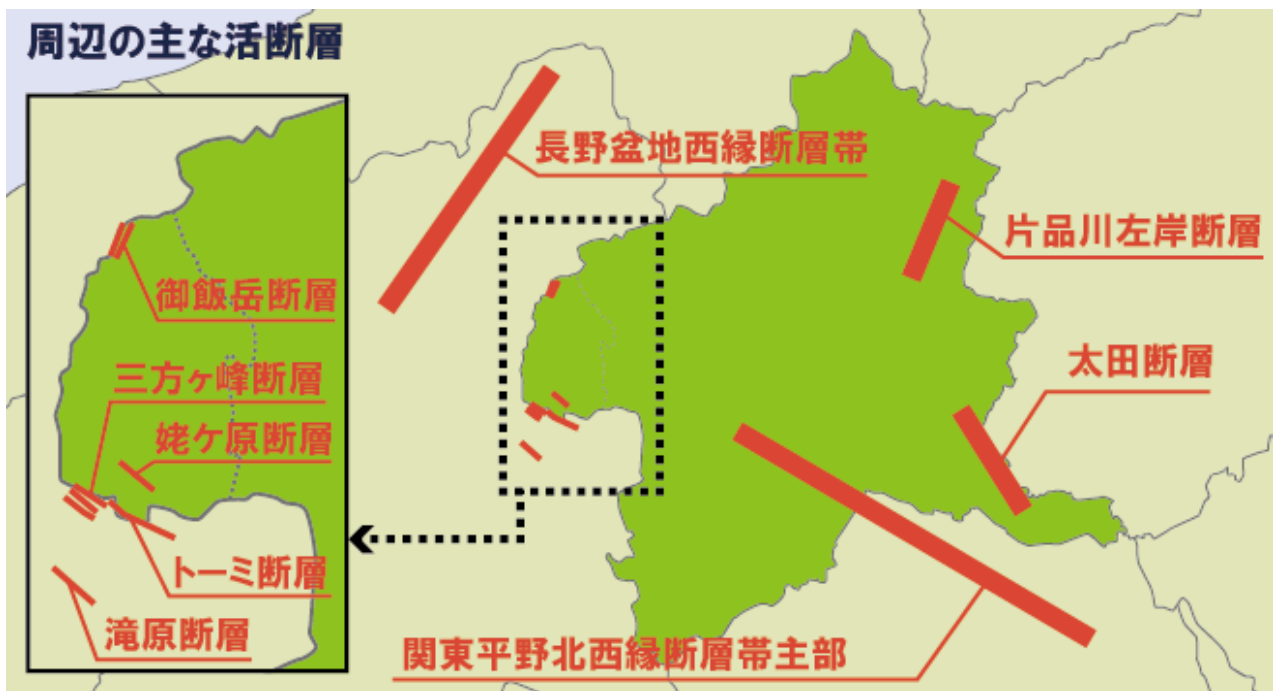 周辺の主な活断層
長野盆地西縁断層帯
片品川左岸断層
御飯岳断層
三方ヶ峰断層
太田断層
姥ケ原断層
トーミ断層
滝原断層
関東平野北西縁断層帯主部